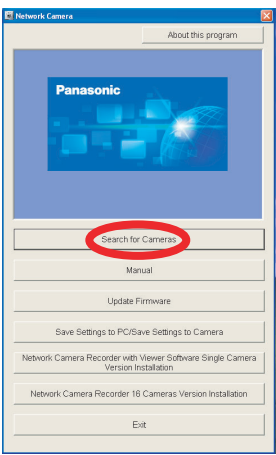 Network Camera
About this program
Panasonic
Search for Cameras
Manual
Update Firmware
Save Settings to PC/Save Settings to Camera
Network Camera Recorder with Viewer Software Single Camera
Version Installation
Network Camera Recorder 16 Cameras Version Installation
Exit